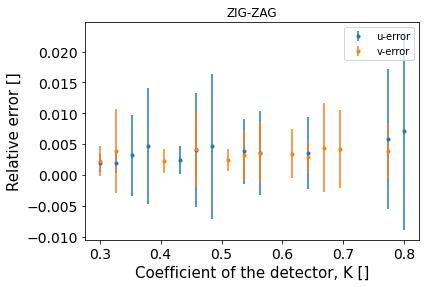 ZIG-ZAG
u-error
v-error
Relative error []
0.020
0.015
0.010
0.005
0.000
−0.005
−0.010
0.3 0.4 0.5 0.6 0.7 0.8
Coefficient of the detector, K []